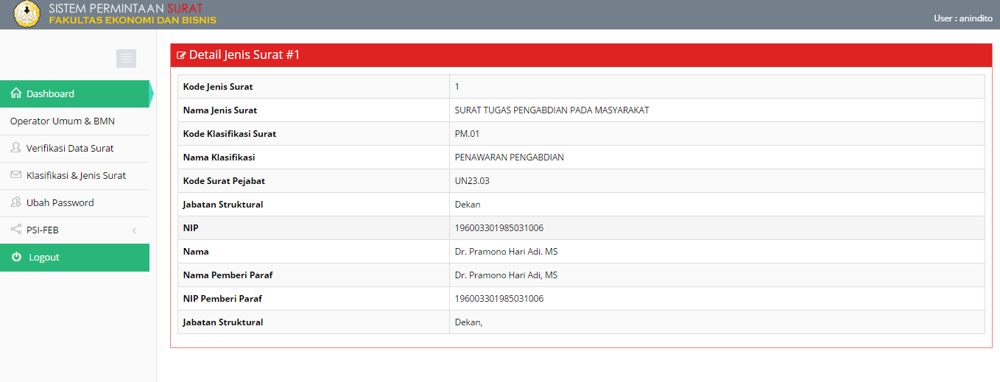 SISTEM PERMINTAAN SURAT
FAKULTAS EKONOMI DAN BISNIS
User : anindito
Dashboard
Operator Umum & BMN
Verifikasi Data Surat
Klasifikasi & Jenis Surat
Ubah Password
PSI-FEB
Logout
Detail Jenis Surat #1
Kode Jenis Surat 1
Nama Jenis Surat SURAT TUGAS PENGABDIAN PADA MASYARAKAT
Kode Klasifikasi Surat PM.01
Nama Klasifikasi PENAWARAN PENGABDIAN
Kode Surat Pejabat UN23.03
Jabatan Struktural Dekan
NIP 196003301985031006
Nama Dr. Pramono Hari Adi. MS
Nama Pemberi Paraf Dr. Pramono Hari Adi, MS
NIP Pemberi Paraf 196003301985031006
Jabatan Struktural Dekan,